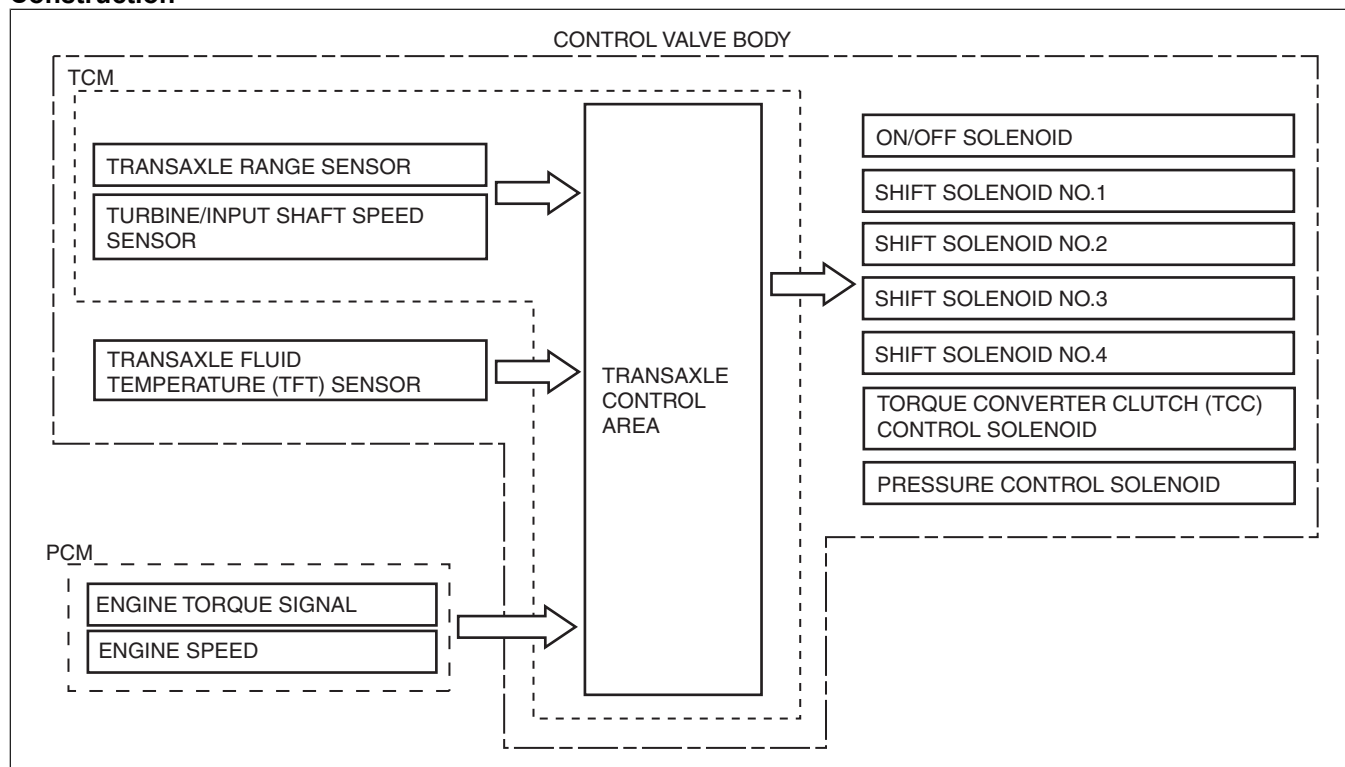 Construction
CONTROL VALVE BODY
TCM
TRANSAXLE RANGE SENSOR
TURBINE/INPUT SHAFT SPEED
SENSOR
TRANSAXLE FLUID
TEMPERATURE (TFT) SENSOR
PCM
ENGINE TORQUE SIGNAL
ENGINE SPEED
TRANSAXLE
CONTROL
AREA
ON/OFF SOLENOID
SHIFT SOLENOID NO.1
SHIFT SOLENOID NO.2
SHIFT SOLENOID NO.3
SHIFT SOLENOID NO.4
TORQUE CONVERTER CLUTCH (TCC)
CONTROL SOLENOID
PRESSURE CONTROL SOLENOID